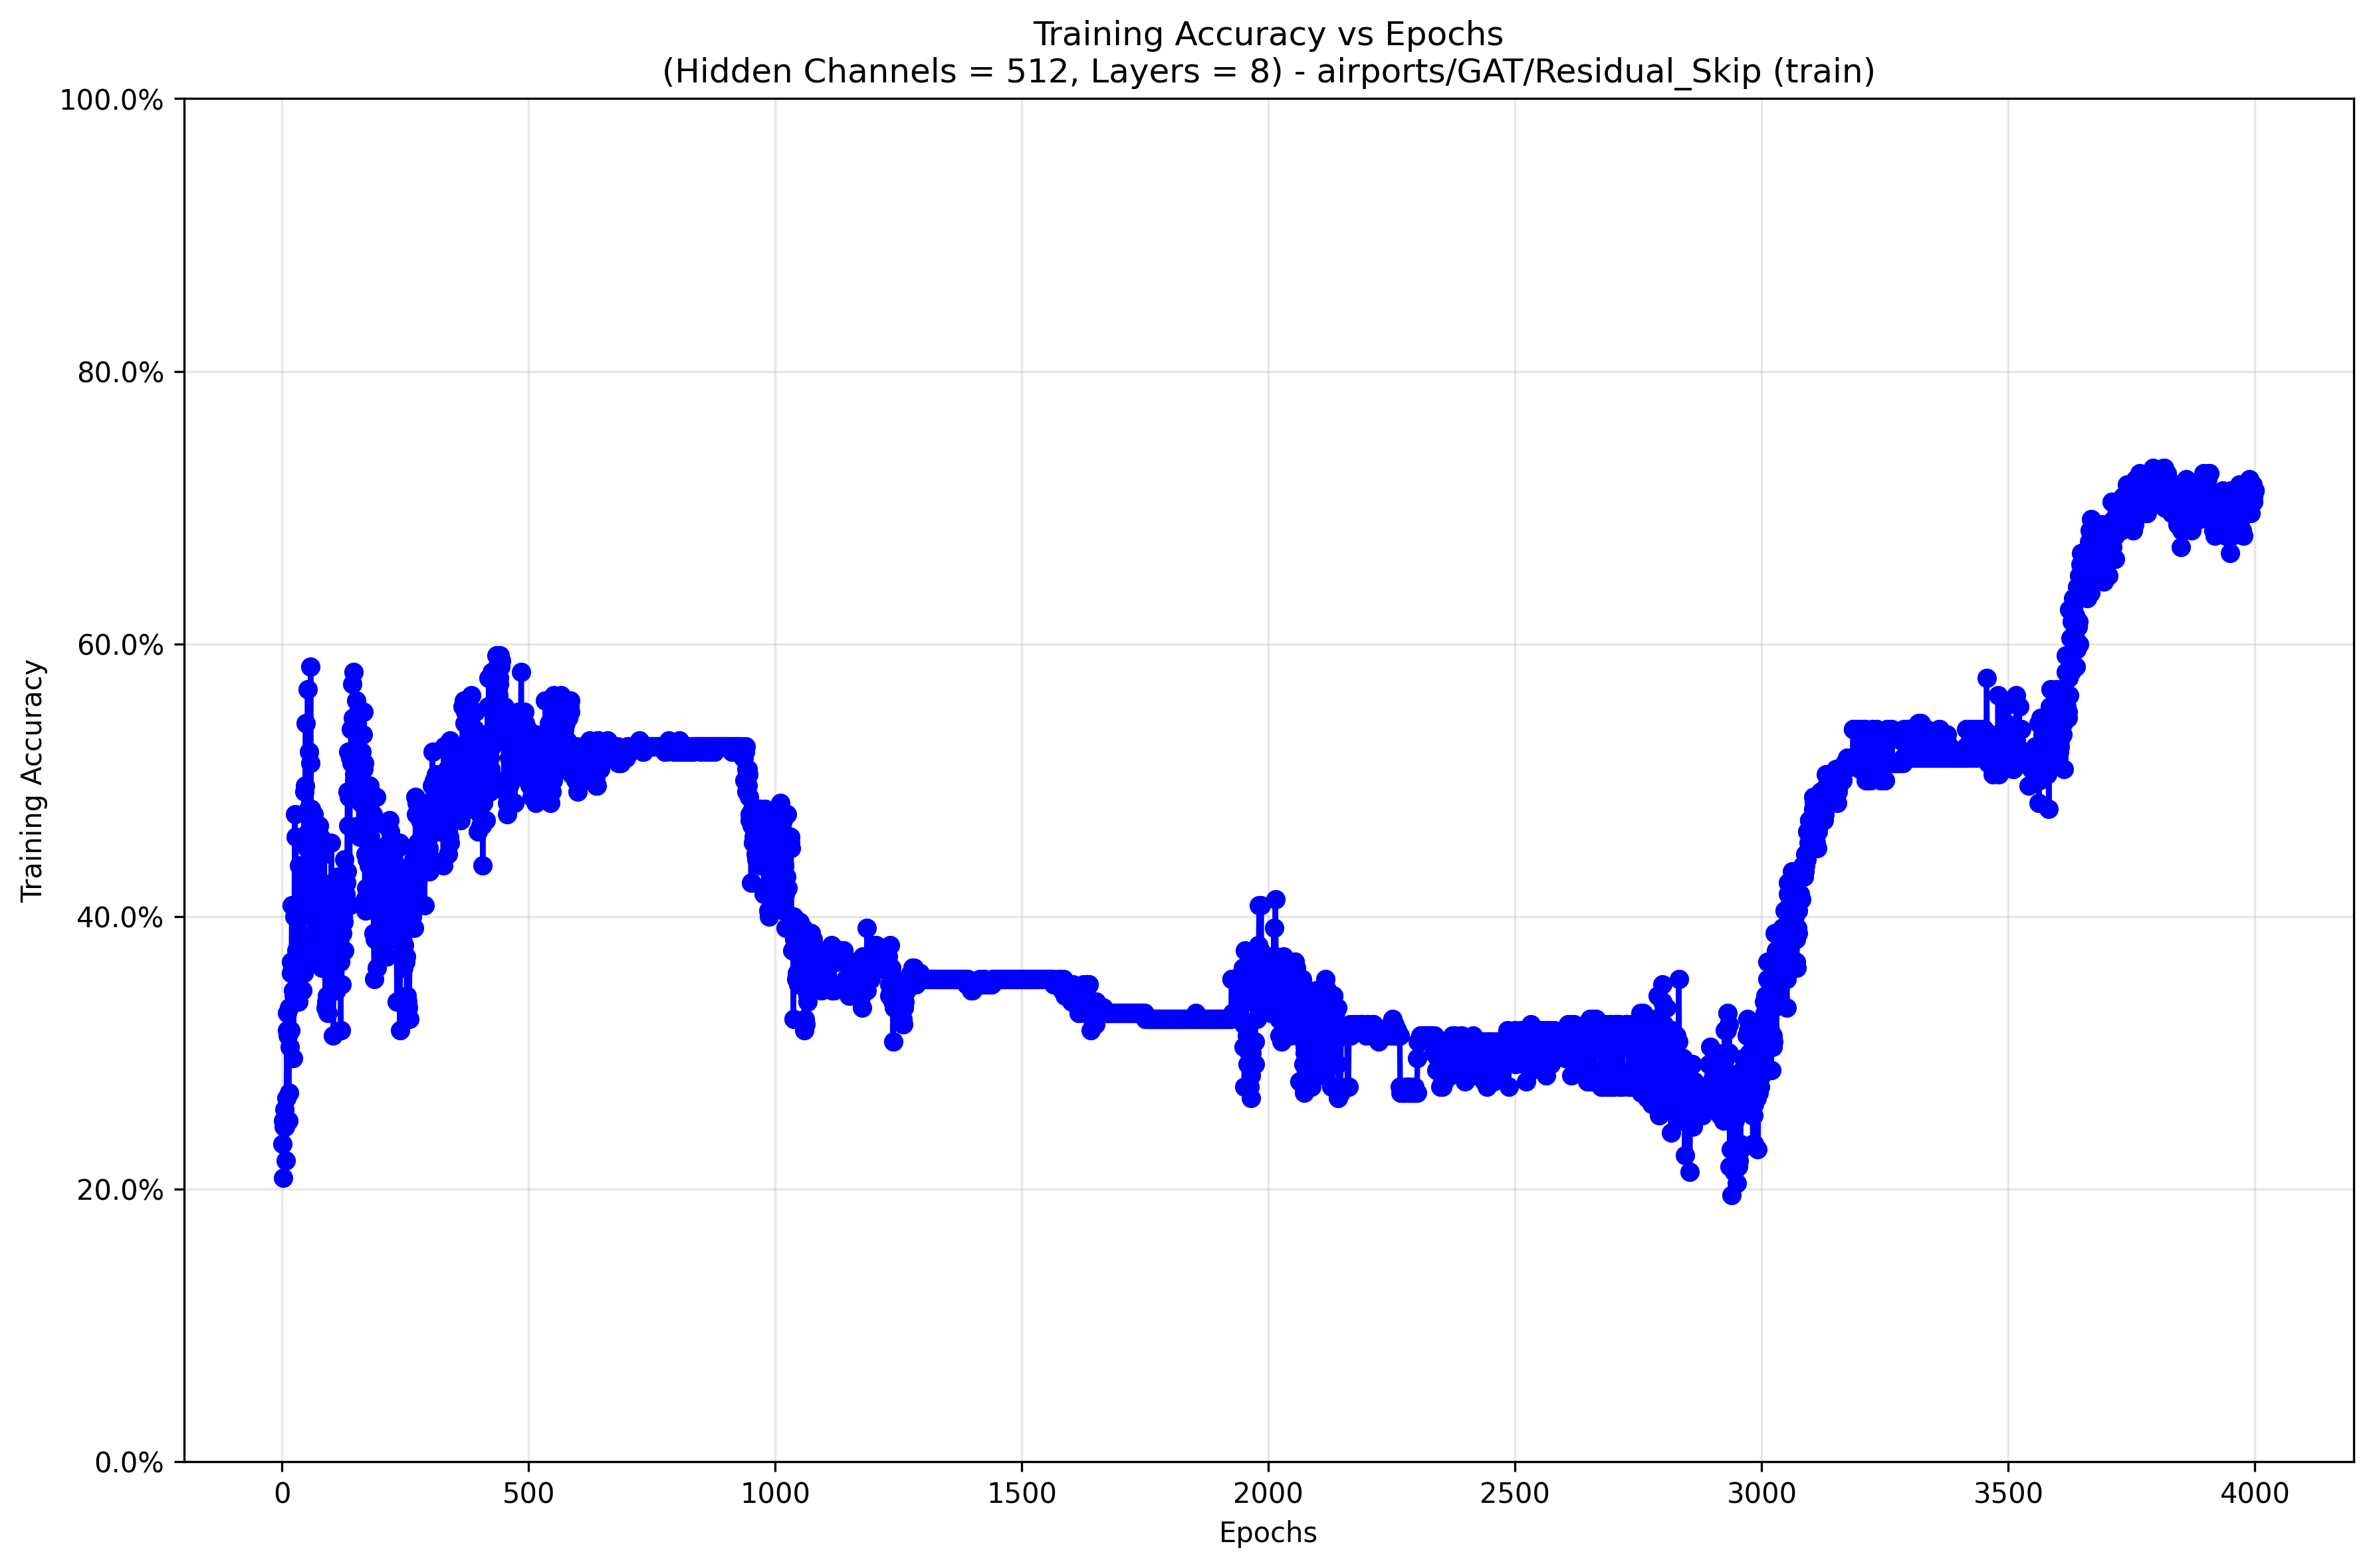 Training Accuracy vs Epochs
(Hidden Channels = 512, Layers = 8) - airports/GAT/Residual_Skip (train)
100.0%
80.0%
60.0%
40.0%
20.0%
0.0%
Training Accuracy
0 500 1000 1500 2000 2500 3000 3500 4000
Epochs